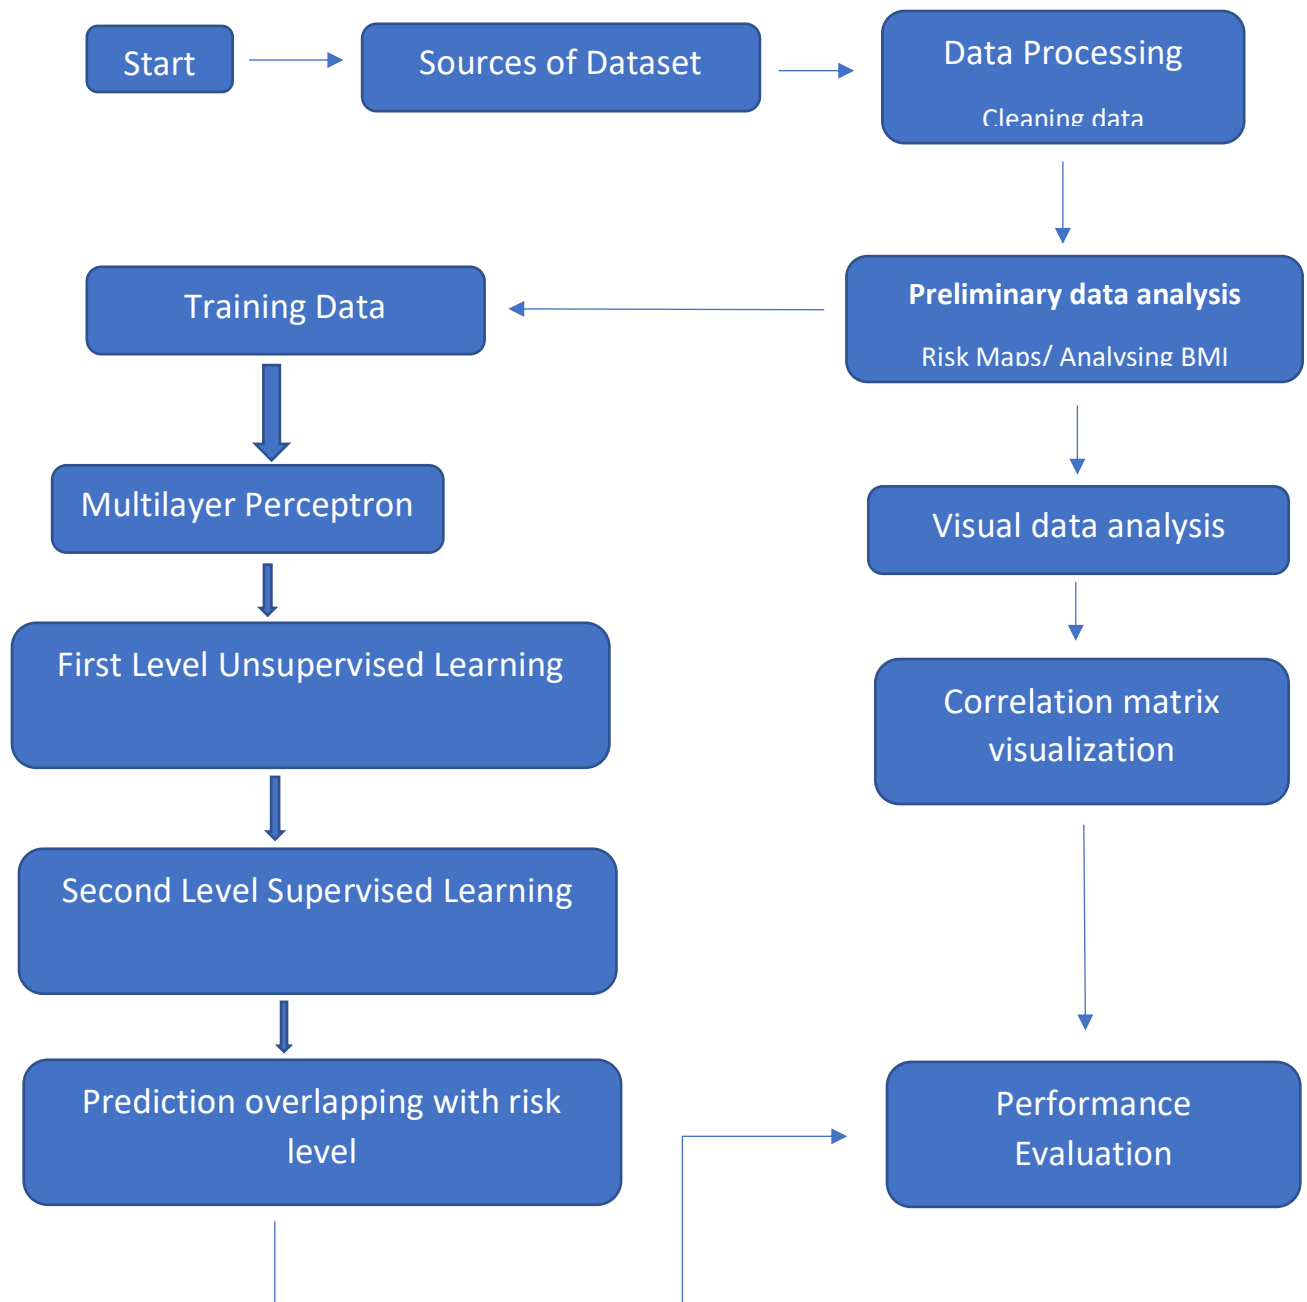 Start
Sources of Dataset
Data Processing
Cleaning data
Training Data
Preliminary data analysis
Risk Maps/ Analysing BMI
Multilayer Perceptron
Visual data analysis
First Level Unsupervised Learning
Correlation matrix
visualization
Second Level Supervised Learning
Prediction overlapping with risk
level
Performance
Evaluation